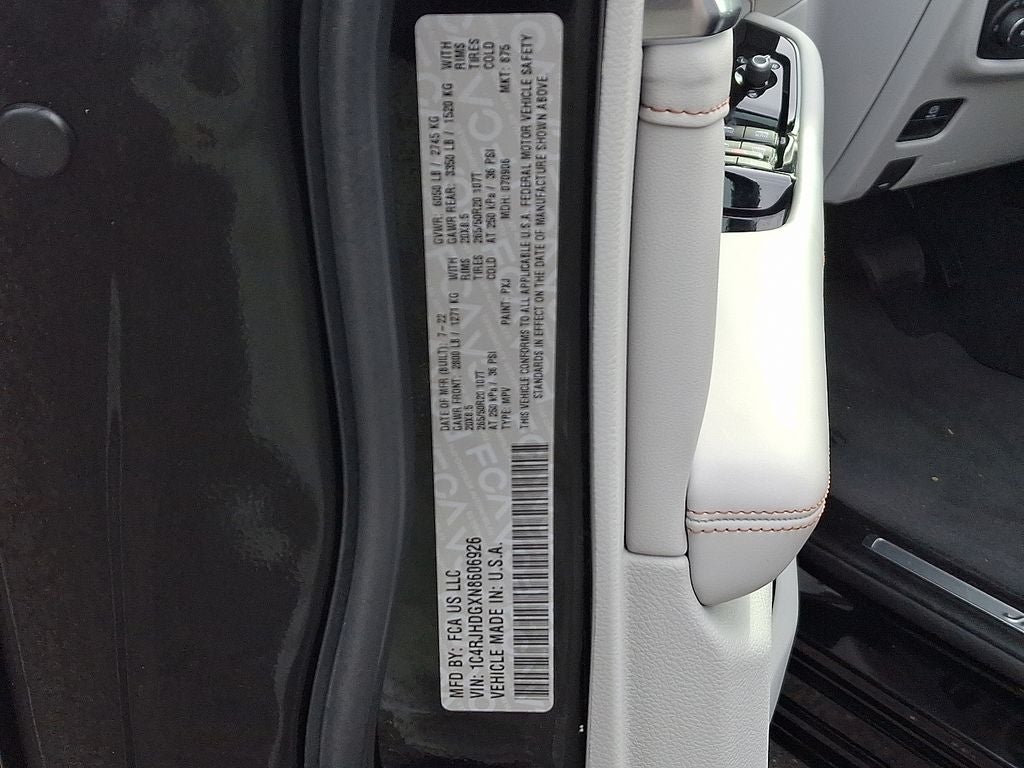 MFD BY: FCA US LLC
VIN: 1C4RJHDGXN8606926
VEHICLE MADE IN: U.S.A.
DATE OF MFR (BUILT): 7-22
GAWR FRONT: 2800 LB / 1271 KG WITH
20X8.5 RIMS
265/50R20 107T TIRES
AT 250 kPa / 36 PSI COLD
TYPE: MPV
GVWR: 6050 LB / 2745 KG
GAWR REAR: 3350 LB / 1520 KG WITH
20X8.5 RIMS
265/50R20 107T TIRES
AT 250 kPa / 36 PSI COLD
PAINT: PXJ MDH: 070906 MKT: 875
THIS VEHICLE CONFORMS TO ALL APPLICABLE U.S.A. FEDERAL MOTOR VEHICLE SAFETY
STANDARDS IN EFFECT ON THE DATE OF MANUFACTURE SHOWN ABOVE.